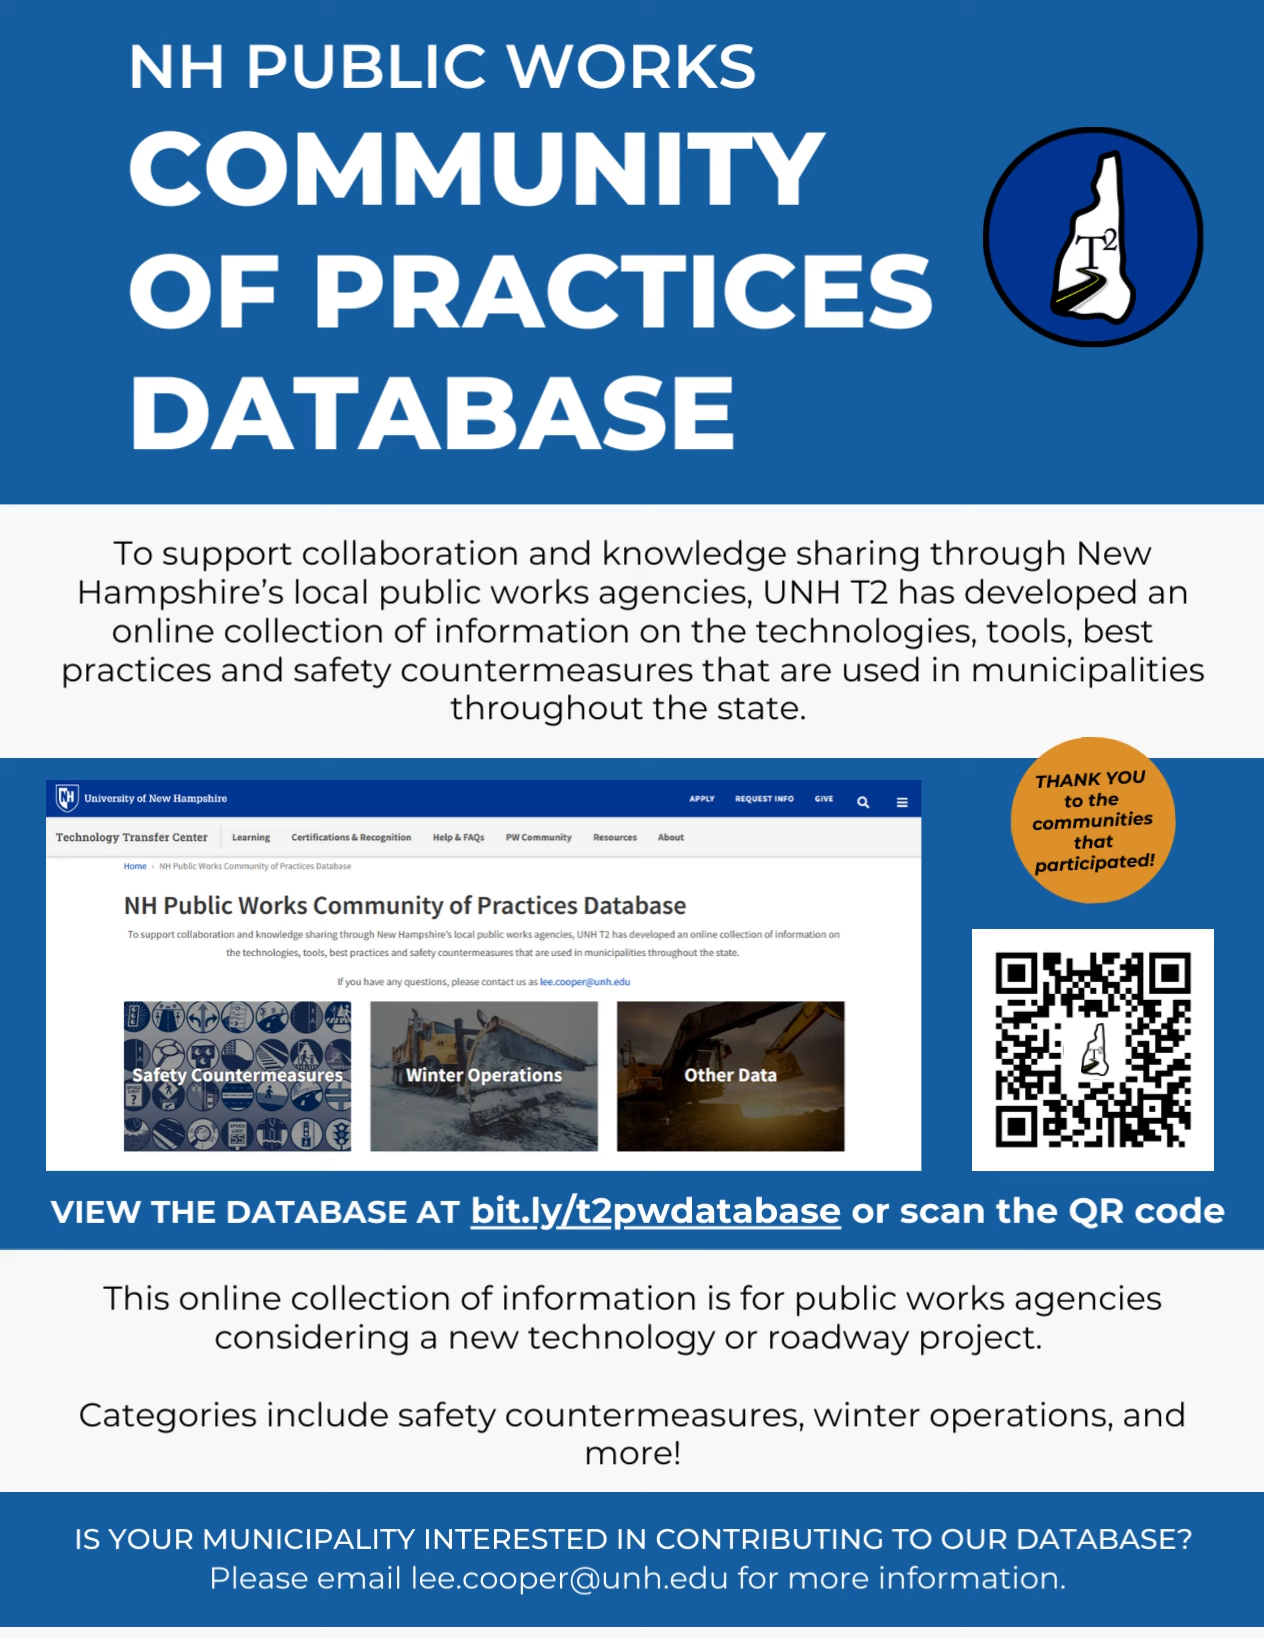 NH PUBLIC WORKS
COMMUNITY
OF PRACTICES
DATABASE
T2
To support collaboration and knowledge sharing through New
Hampshire's local public works agencies, UNH T2 has developed an
online collection of information on the technologies, tools, best
practices and safety countermeasures that are used in municipalities
throughout the state.
THANK YOU
to the
communities
that
participated!
NH University of New Hampshire
APPLY REQUEST INFO GIVE
Technology Transfer Center Learning Certifications & Recognition Help & FAQs PW Community Resources About
Home › NH Public Works Community of Practices Database
NH Public Works Community of Practices Database
To support collaboration and knowledge sharing through New Hampshire's local public works agencies, UNH T2 has developed an online collection of information on
the technologies, tools, best practices and safety countermeasures that are used in municipalities throughout the state.
If you have any questions, please contact us as lee.cooper@unh.edu
Safety Countermeasures
SPEED
LIMIT
?
SPEED
LIMIT
55
Winter Operations
Other Data
T2
VIEW THE DATABASE AT bit.ly/t2pwdatabase or scan the QR code
This online collection of information is for public works agencies
considering a new technology or roadway project.
Categories include safety countermeasures, winter operations, and
more!
IS YOUR MUNICIPALITY INTERESTED IN CONTRIBUTING TO OUR DATABASE?
Please email lee.cooper@unh.edu for more information.